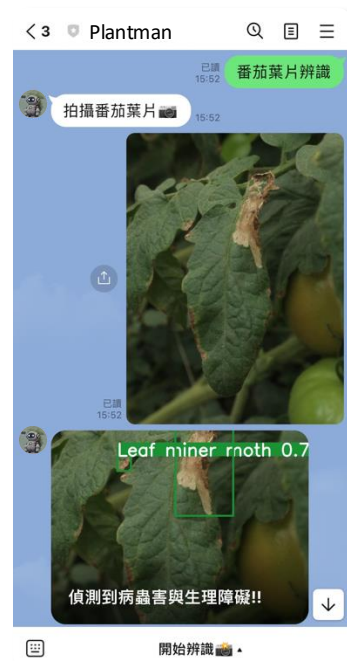 3
Plantman
已讀
15:52
番茄葉片辨識
拍攝番茄葉片📷
15:52
已讀
15:52
Leaf miner moth 0.7
偵測到病蟲害與生理障礙!!
開始辨識📸